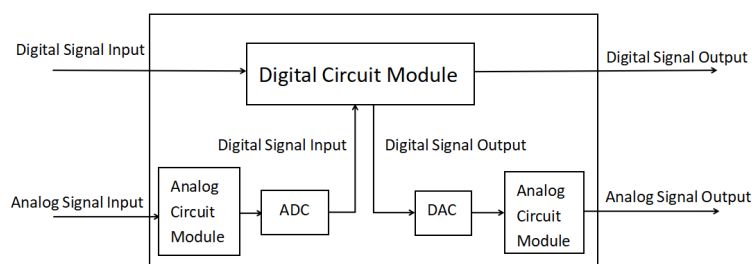 Digital Signal Input
Digital Signal Output
Digital Circuit Module
Digital Signal Input
Digital Signal Output
Analog Signal Input
Analog
Circuit
Module
ADC
DAC
Analog
Circuit
Module
Analog Signal Output